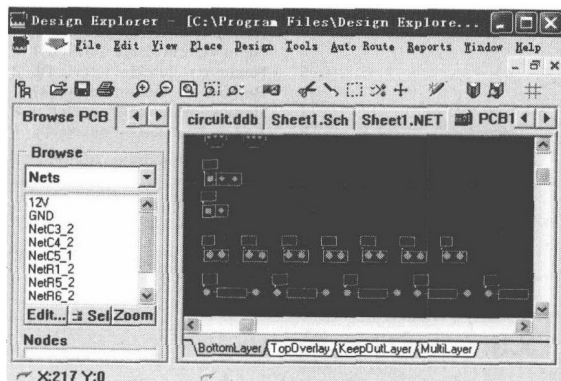 Design Explorer - [C:\Program Files\Design Explore...
File Edit View Place Design Tools Auto Route Reports Window Help
Browse PCB
circuit.ddb Sheet1.Sch Sheet1.NET PCB1
Browse
Nets
12V
GND
NetC3_2
NetC4_2
NetC5_1
NetR1_2
NetR5_2
NetR6_2
Edit... Sel Zoom
Nodes
BottomLayer TopOverlay KeepOutLayer MultiLayer
X:217 Y:0